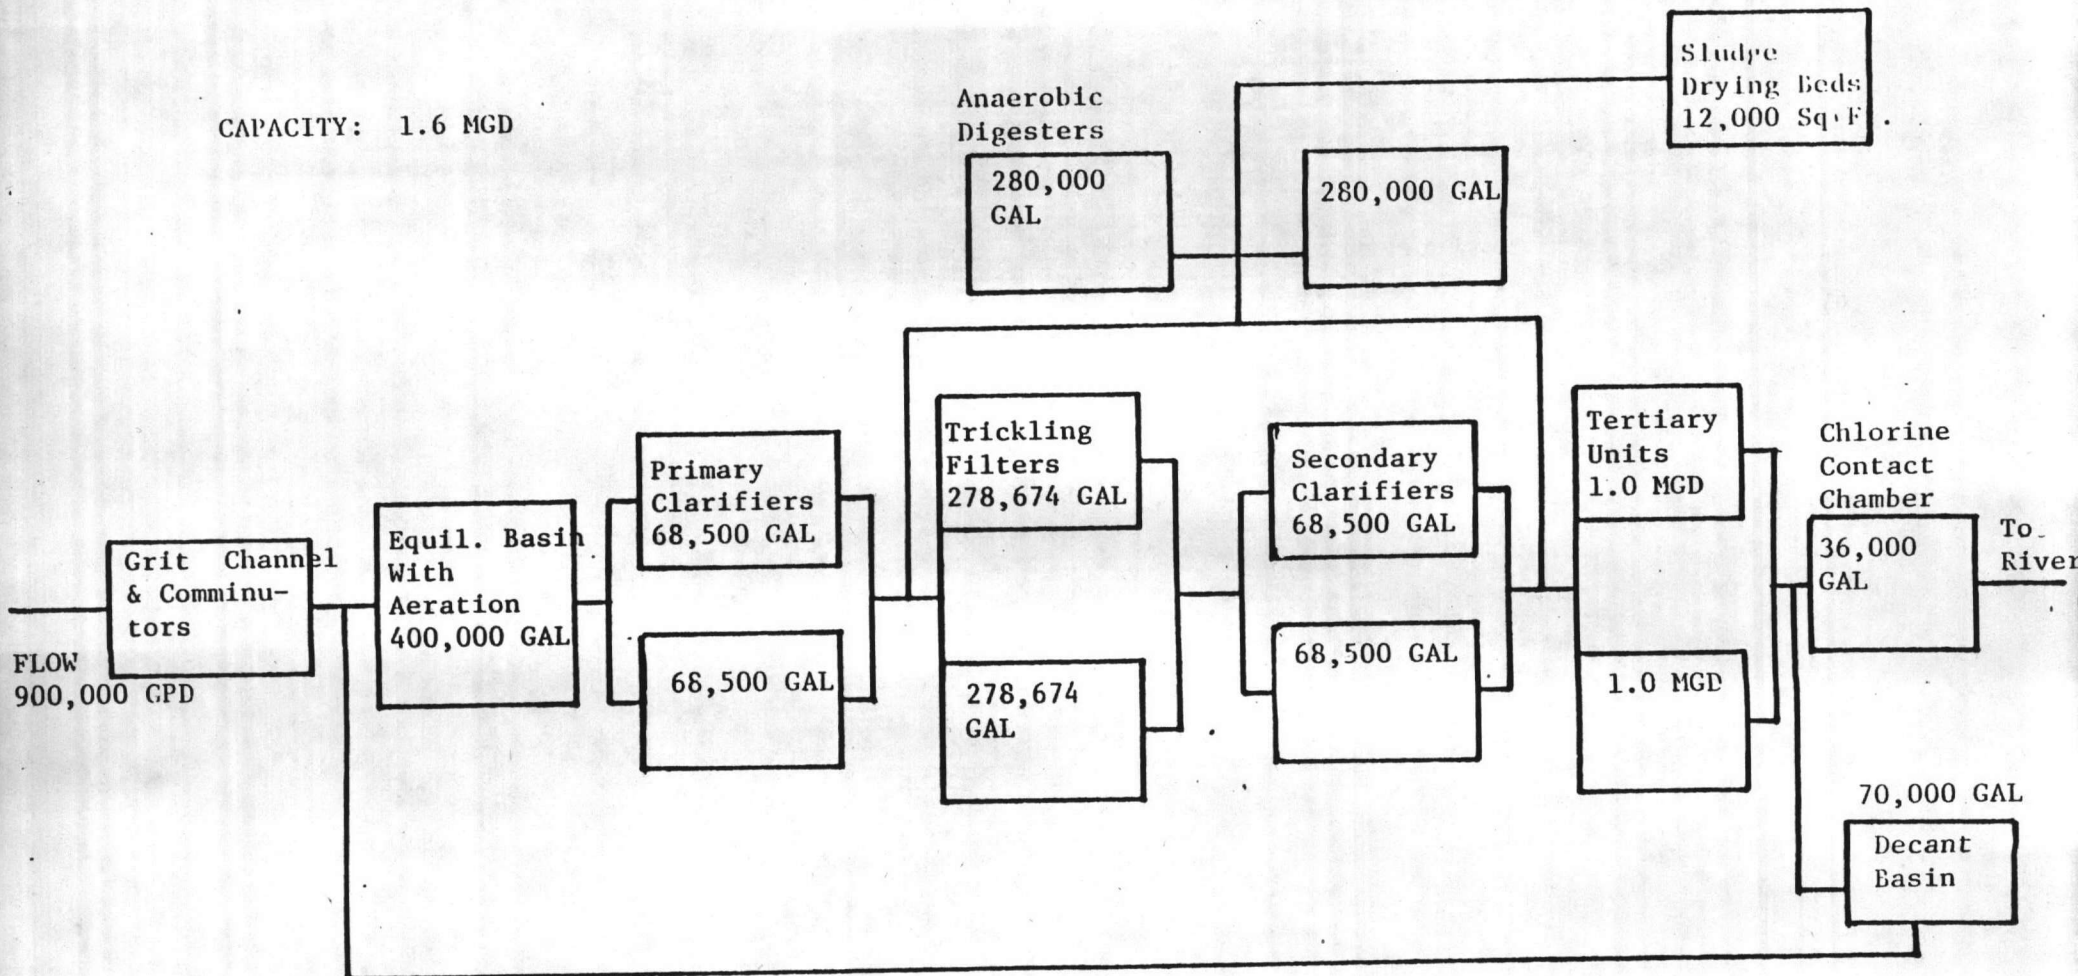 CAPACITY: 1.6 MGD
Anaerobic
Digesters
280,000
GAL
280,000 GAL
Drying Beds
12,000 Sq.F.
FLOW
900,000 GPD
Grit Channel
& Comminu-
tors
Equil. Basin
With
Aeration
400,000 GAL
Primary
Clarifiers
68,500 GAL
68,500 GAL
Trickling
Filters
278,674 GAL
278,674
GAL
Secondary
Clarifiers
68,500 GAL
68,500 GAL
Tertiary
Units
1.0 MGD
1.0 MGD
Chlorine
Contact
Chamber
36,000
GAL
To
River
70,000 GAL
Decant
Basin